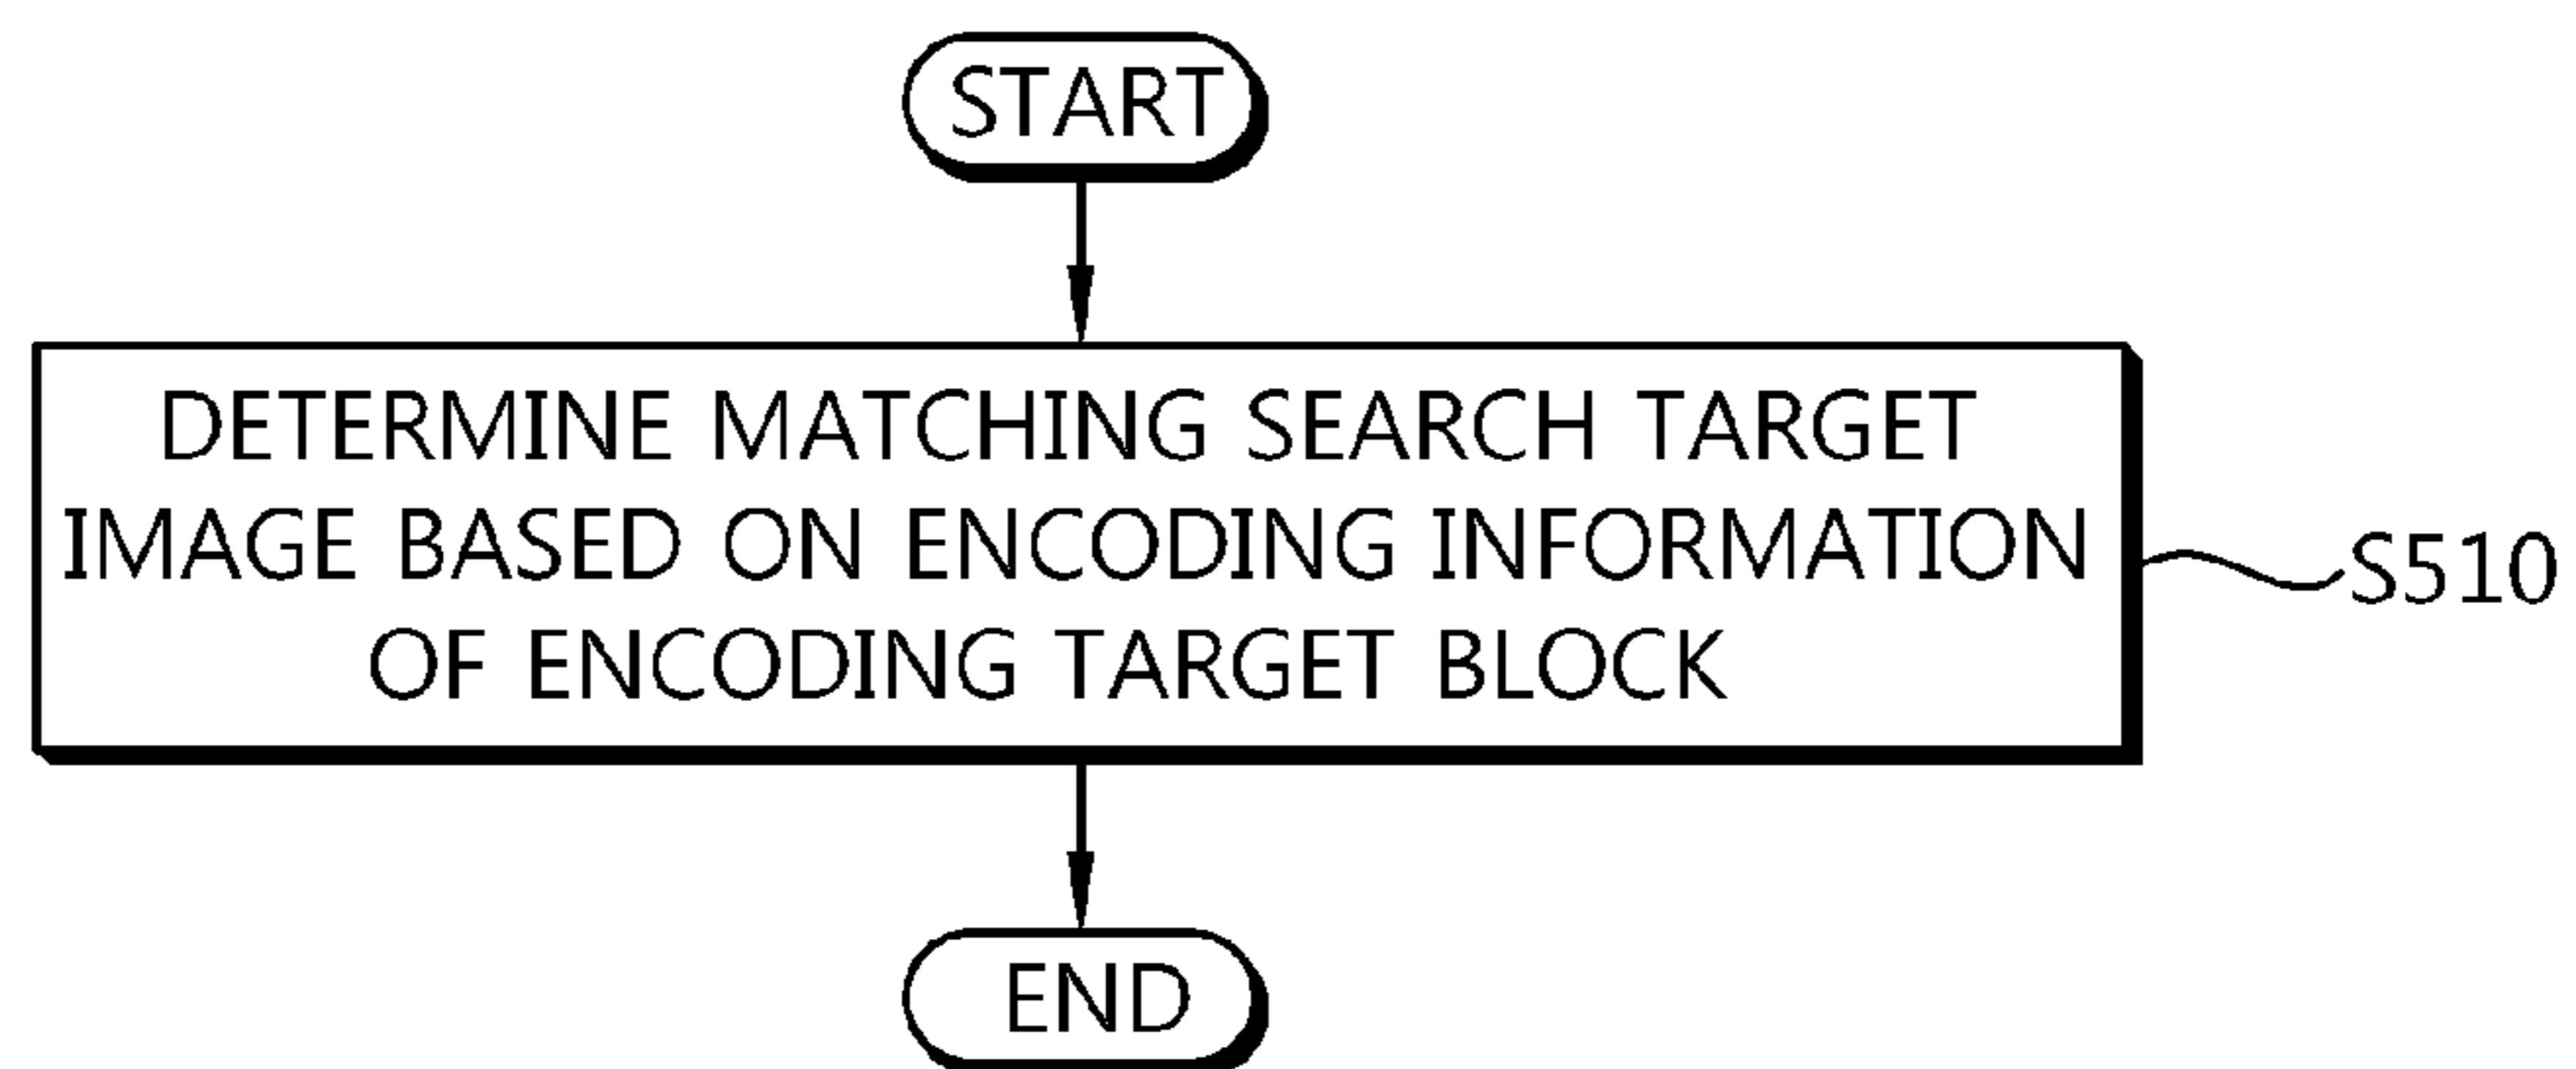 START
DETERMINE MATCHING SEARCH TARGET
IMAGE BASED ON ENCODING INFORMATION
OF ENCODING TARGET BLOCK
S510
END